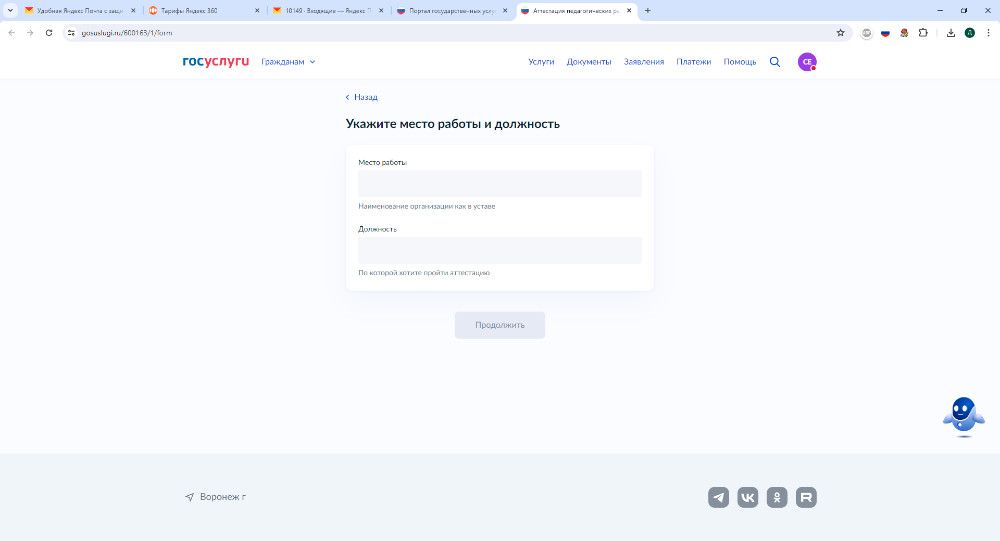 Удобная Яндекс Почта с защи
Тарифы Яндекс 360
10149 · Входящие — Яндекс П
Портал государственных услу
Аттестация педагогических ра
gosuslugi.ru/600163/1/form
ABP
Д
госуслуги
Гражданам
Услуги
Документы
Заявления
Платежи
Помощь
СЕ
Назад
Укажите место работы и должность
Место работы
Наименование организации как в уставе
Должность
По которой хотите пройти аттестацию
Продолжить
Воронеж г